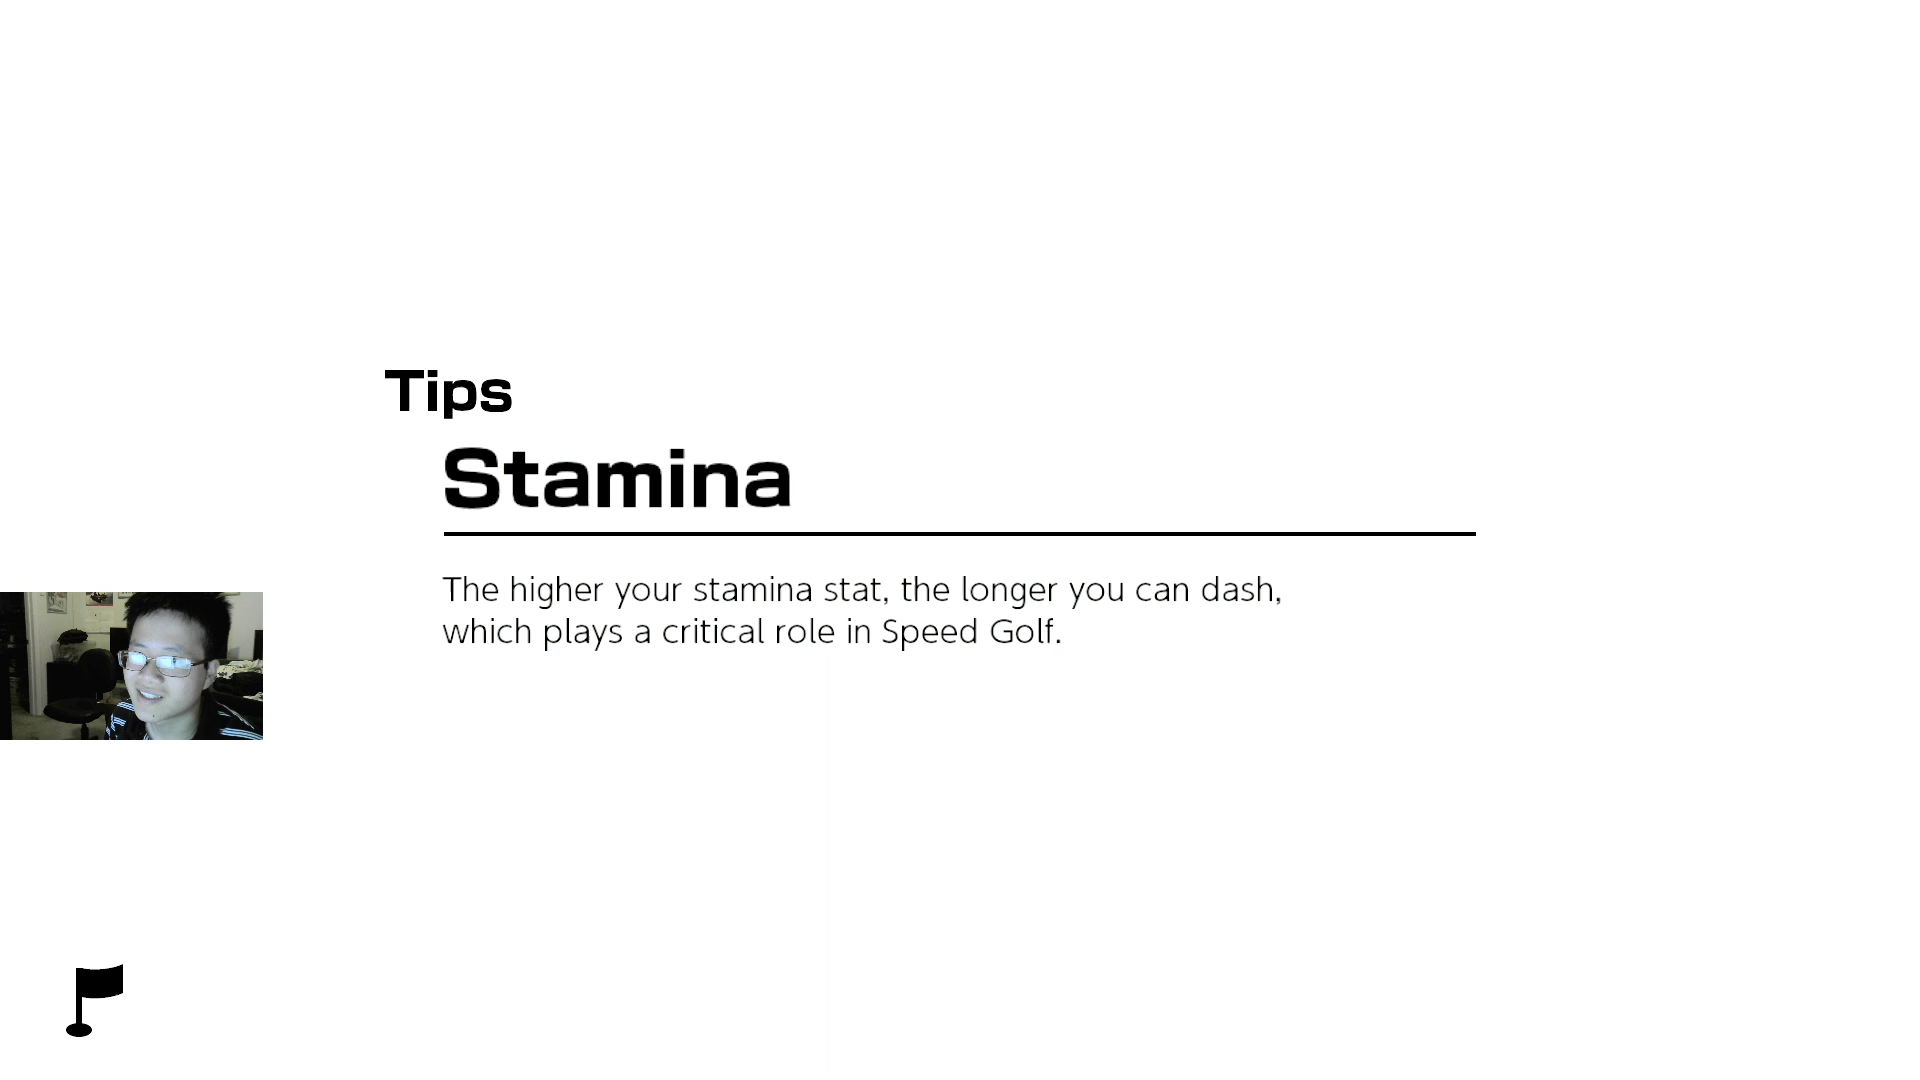 Tips
Stamina
The higher your stamina stat, the longer you can dash,
which plays a critical role in Speed Golf.